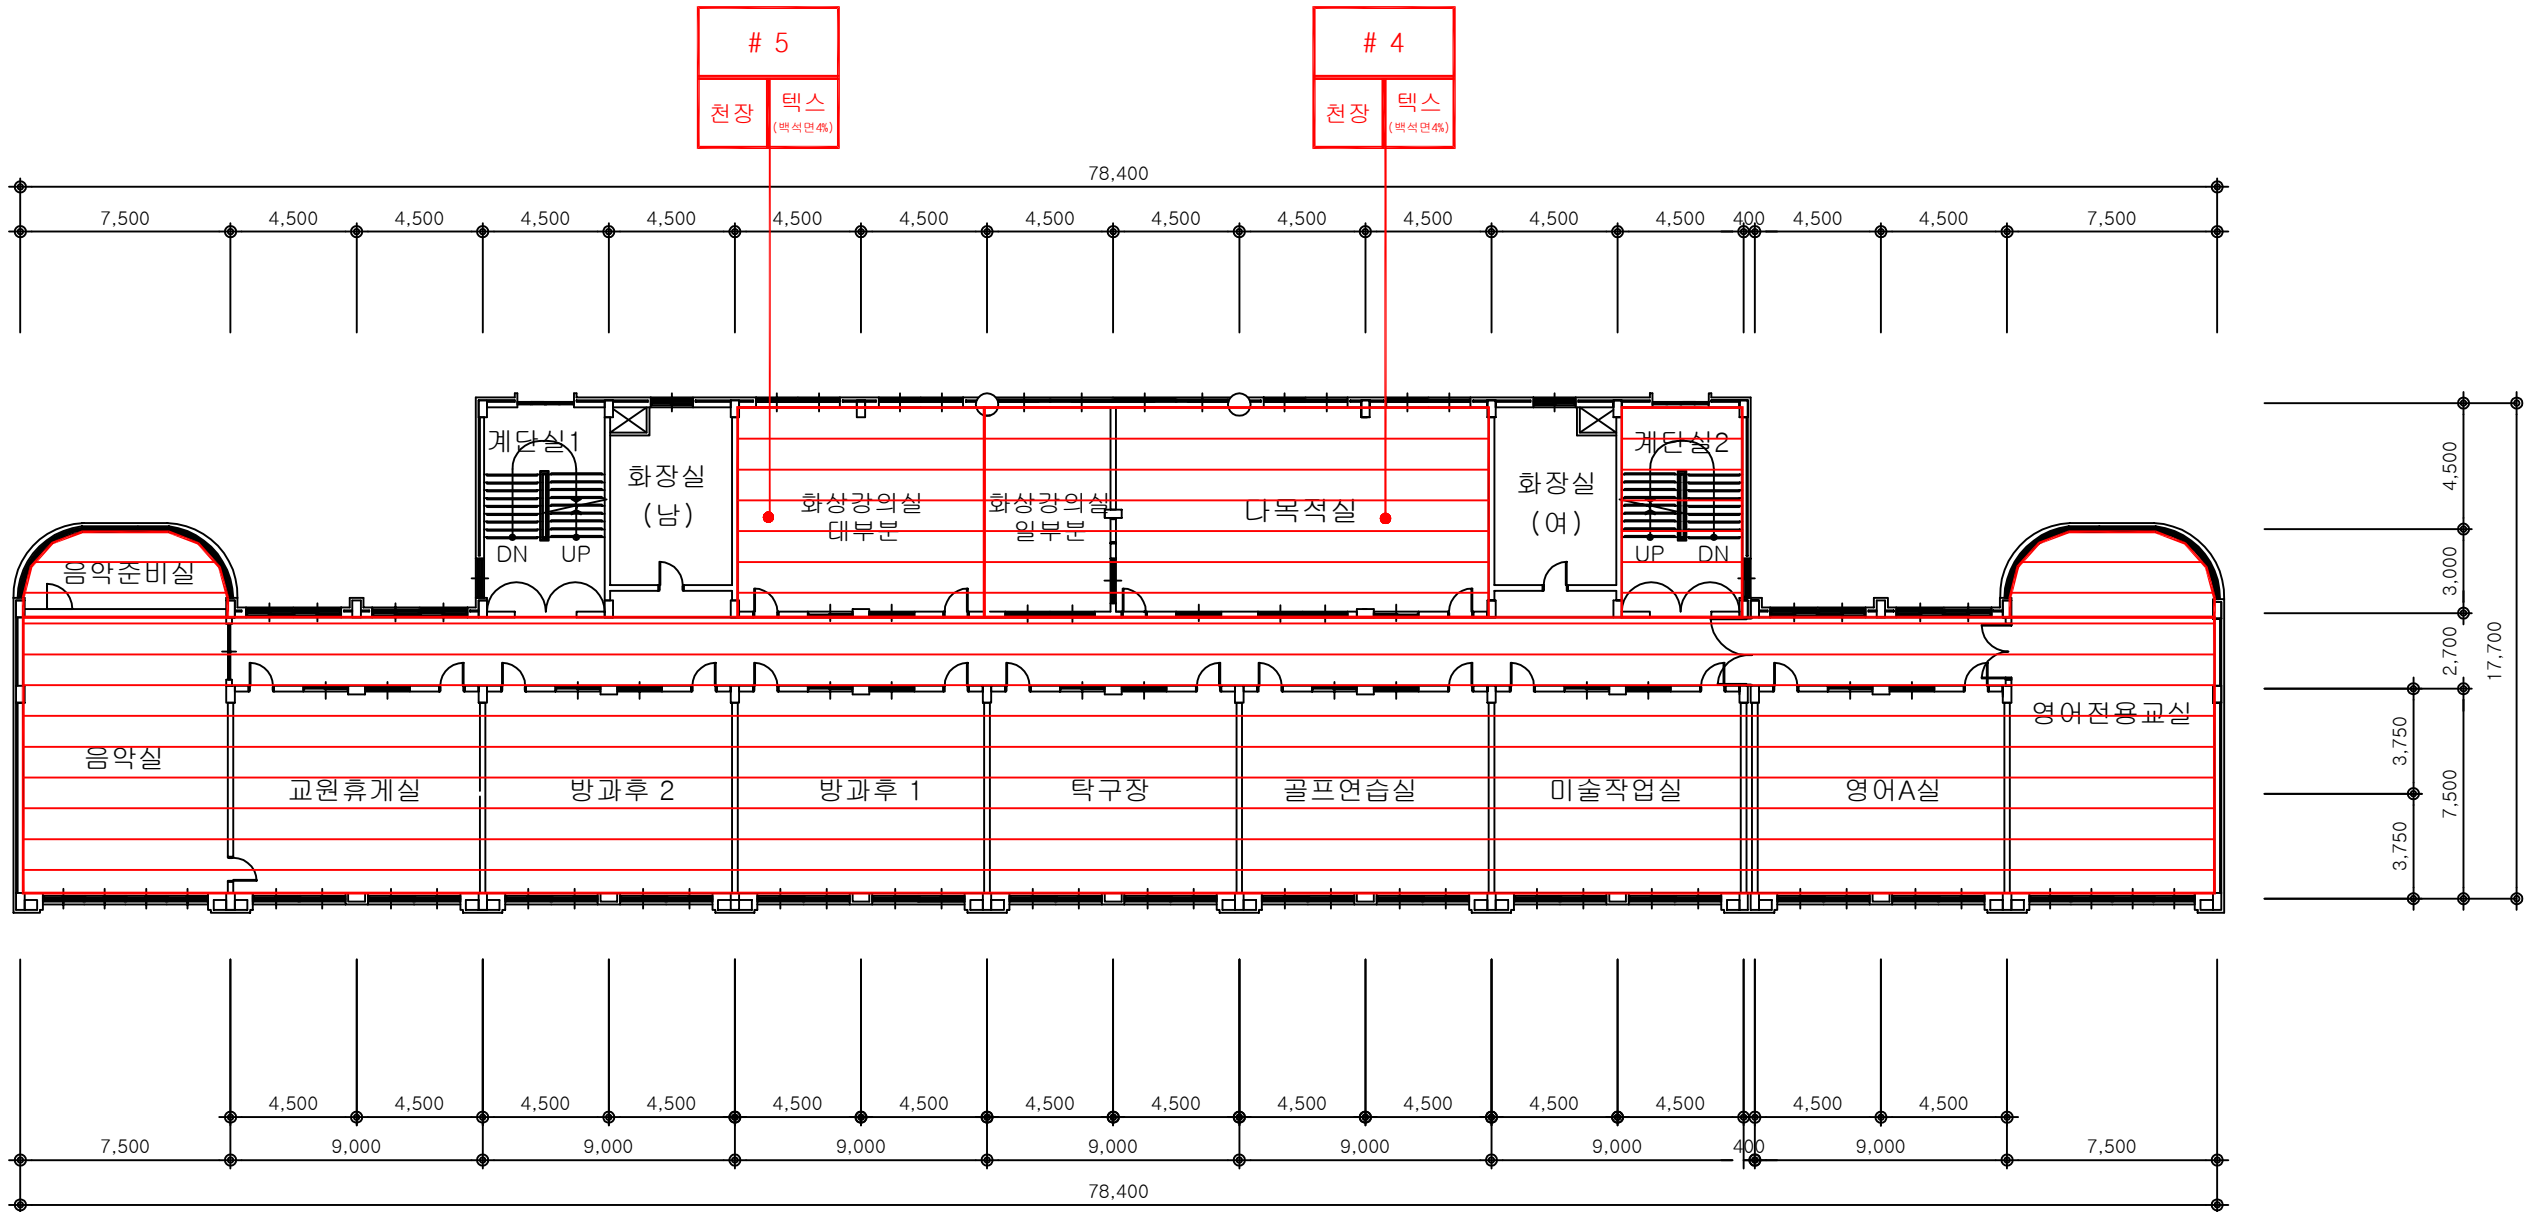 # 5
천장
텍스
(백석면4%)
# 4
천장
텍스
(백석면4%)
78,400
7,500 4,500 4,500 4,500 4,500 4,500 4,500 4,500 4,500 4,500 4,500 4,500 4,500 400 4,500 4,500 7,500
계단실1
DN UP
화장실
(남)
화상강의실
대부분
화상강의실
일부분
다목적실
화장실
(여)
계단실2
UP DN
음악준비실
음악실
교원휴게실
방과후 2
방과후 1
탁구장
골프연습실
미술작업실
영어A실
영어전용교실
4,500
3,000
2,700
17,700
3,750
7,500
3,750
4,500 4,500 4,500 4,500 4,500 4,500 4,500 4,500 4,500 4,500 4,500 4,500 4,500 4,500
7,500 9,000 9,000 9,000 9,000 9,000 9,000 400 9,000 7,500
78,400